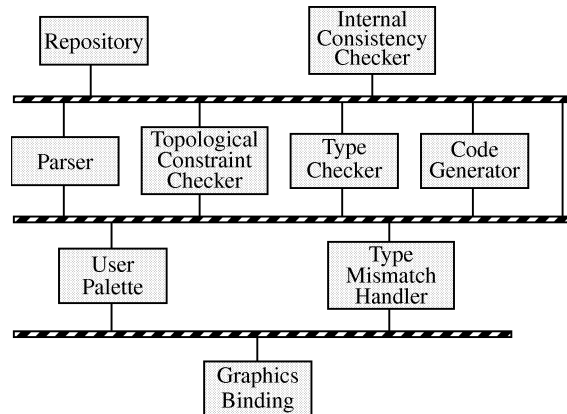 Repository
Internal
Consistency
Checker
Parser
Topological
Constraint
Checker
Type
Checker
Code
Generator
User
Palette
Type
Mismatch
Handler
Graphics
Binding